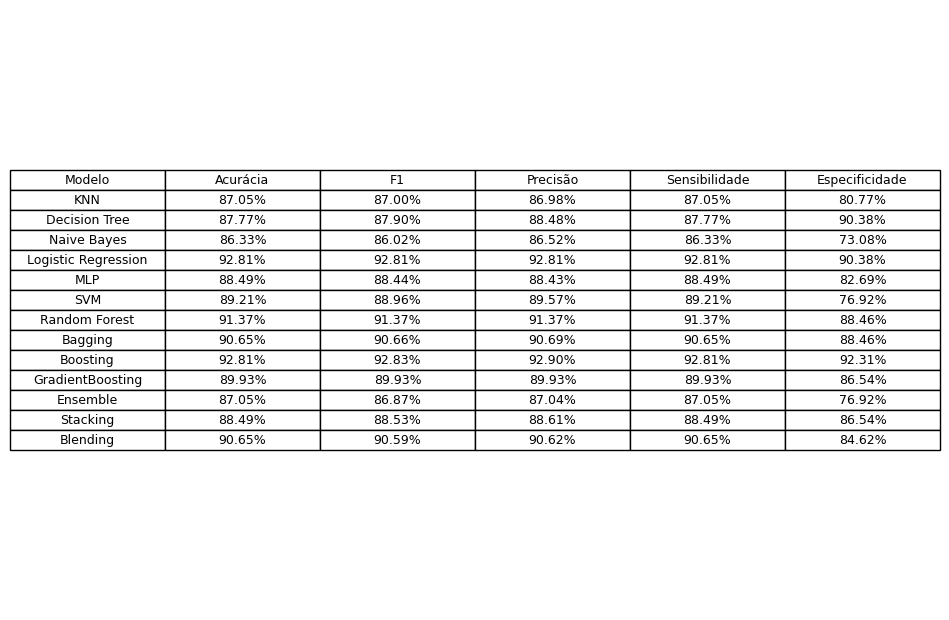 Modelo Acurácia F1 Precisão Sensibilidade Especificidade
KNN 87.05% 87.00% 86.98% 87.05% 80.77%
Decision Tree 87.77% 87.90% 88.48% 87.77% 90.38%
Naive Bayes 86.33% 86.02% 86.52% 86.33% 73.08%
Logistic Regression 92.81% 92.81% 92.81% 92.81% 90.38%
MLP 88.49% 88.44% 88.43% 88.49% 82.69%
SVM 89.21% 88.96% 89.57% 89.21% 76.92%
Random Forest 91.37% 91.37% 91.37% 91.37% 88.46%
Bagging 90.65% 90.66% 90.69% 90.65% 88.46%
Boosting 92.81% 92.83% 92.90% 92.81% 92.31%
GradientBoosting 89.93% 89.93% 89.93% 89.93% 86.54%
Ensemble 87.05% 86.87% 87.04% 87.05% 76.92%
Stacking 88.49% 88.53% 88.61% 88.49% 86.54%
Blending 90.65% 90.59% 90.62% 90.65% 84.62%